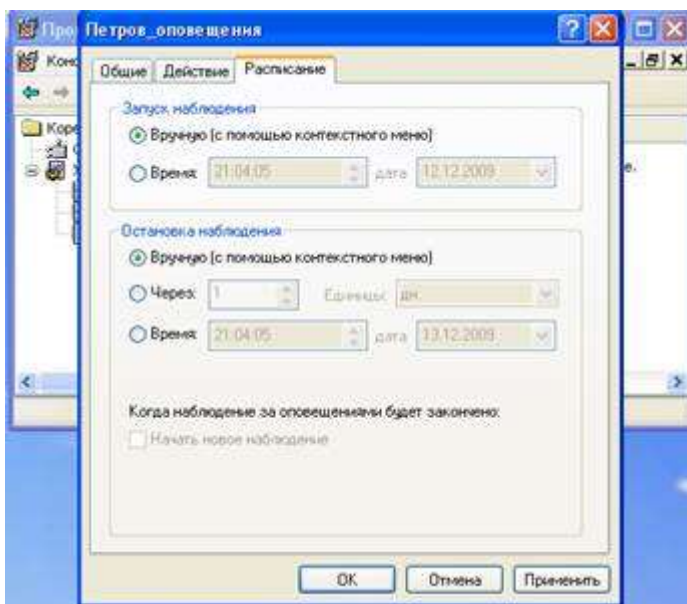 Петров_оповещения
Общие Действие Расписание
Запуск наблюдения
Вручную (с помощью контекстного меню)
Время: 21:04:05 дата 12.12.2009
Остановка наблюдения
Вручную (с помощью контекстного меню)
Через: 1 Единицы: дн.
Время: 21:04:05 дата 13.12.2009
Когда наблюдение за оповещениями будет закончено:
Начать новое наблюдение
ОК Отмена Применить